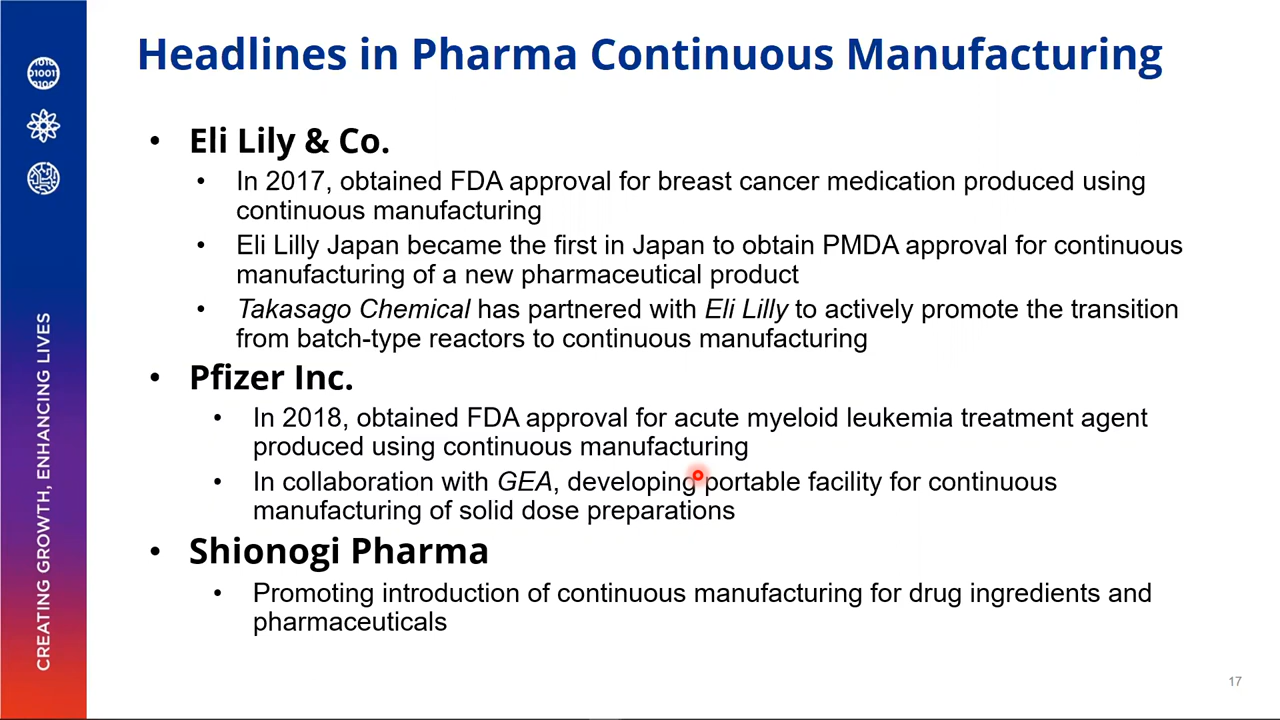 Headlines in Pharma Continuous Manufacturing
• Eli Lily & Co.
• In 2017, obtained FDA approval for breast cancer medication produced using
continuous manufacturing
• Eli Lilly Japan became the first in Japan to obtain PMDA approval for continuous
manufacturing of a new pharmaceutical product
• Takasago Chemical has partnered with Eli Lilly to actively promote the transition
from batch-type reactors to continuous manufacturing
• Pfizer Inc.
• In 2018, obtained FDA approval for acute myeloid leukemia treatment agent
produced using continuous manufacturing
• In collaboration with GEA, developing portable facility for continuous
manufacturing of solid dose preparations
• Shionogi Pharma
• Promoting introduction of continuous manufacturing for drug ingredients and
pharmaceuticals
CREATING GROWTH, ENHANCING LIVES
17